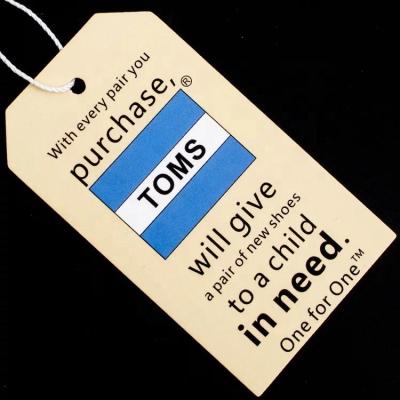 With every pair you
purchase,
®
TOMS
will give
a pair of new shoes
to a child
in need.
One for One™